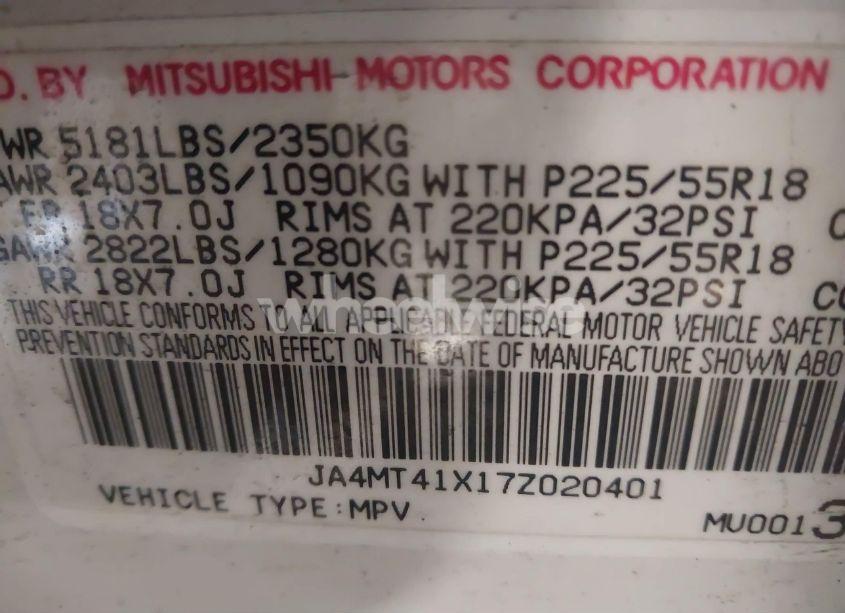 D. BY MITSUBISHI MOTORS CORPORATION
WR 5181LBS/2350KG
AWR 2403LBS/1090KG WITH P225/55R18
FR 18X7.0J RIMS AT 220KPA/32PSI CO
GAWR 2822LBS/1280KG WITH P225/55R18
RR 18X7.0J RIMS AT 220KPA/32PSI CO
THIS VEHICLE CONFORMS TO ALL APPLICABLE FEDERAL MOTOR VEHICLE SAFETY
PREVENTION STANDARDS IN EFFECT ON THE DATE OF MANUFACTURE SHOWN ABO
JA4MT41X17Z020401
VEHICLE TYPE:MPV
MU0013